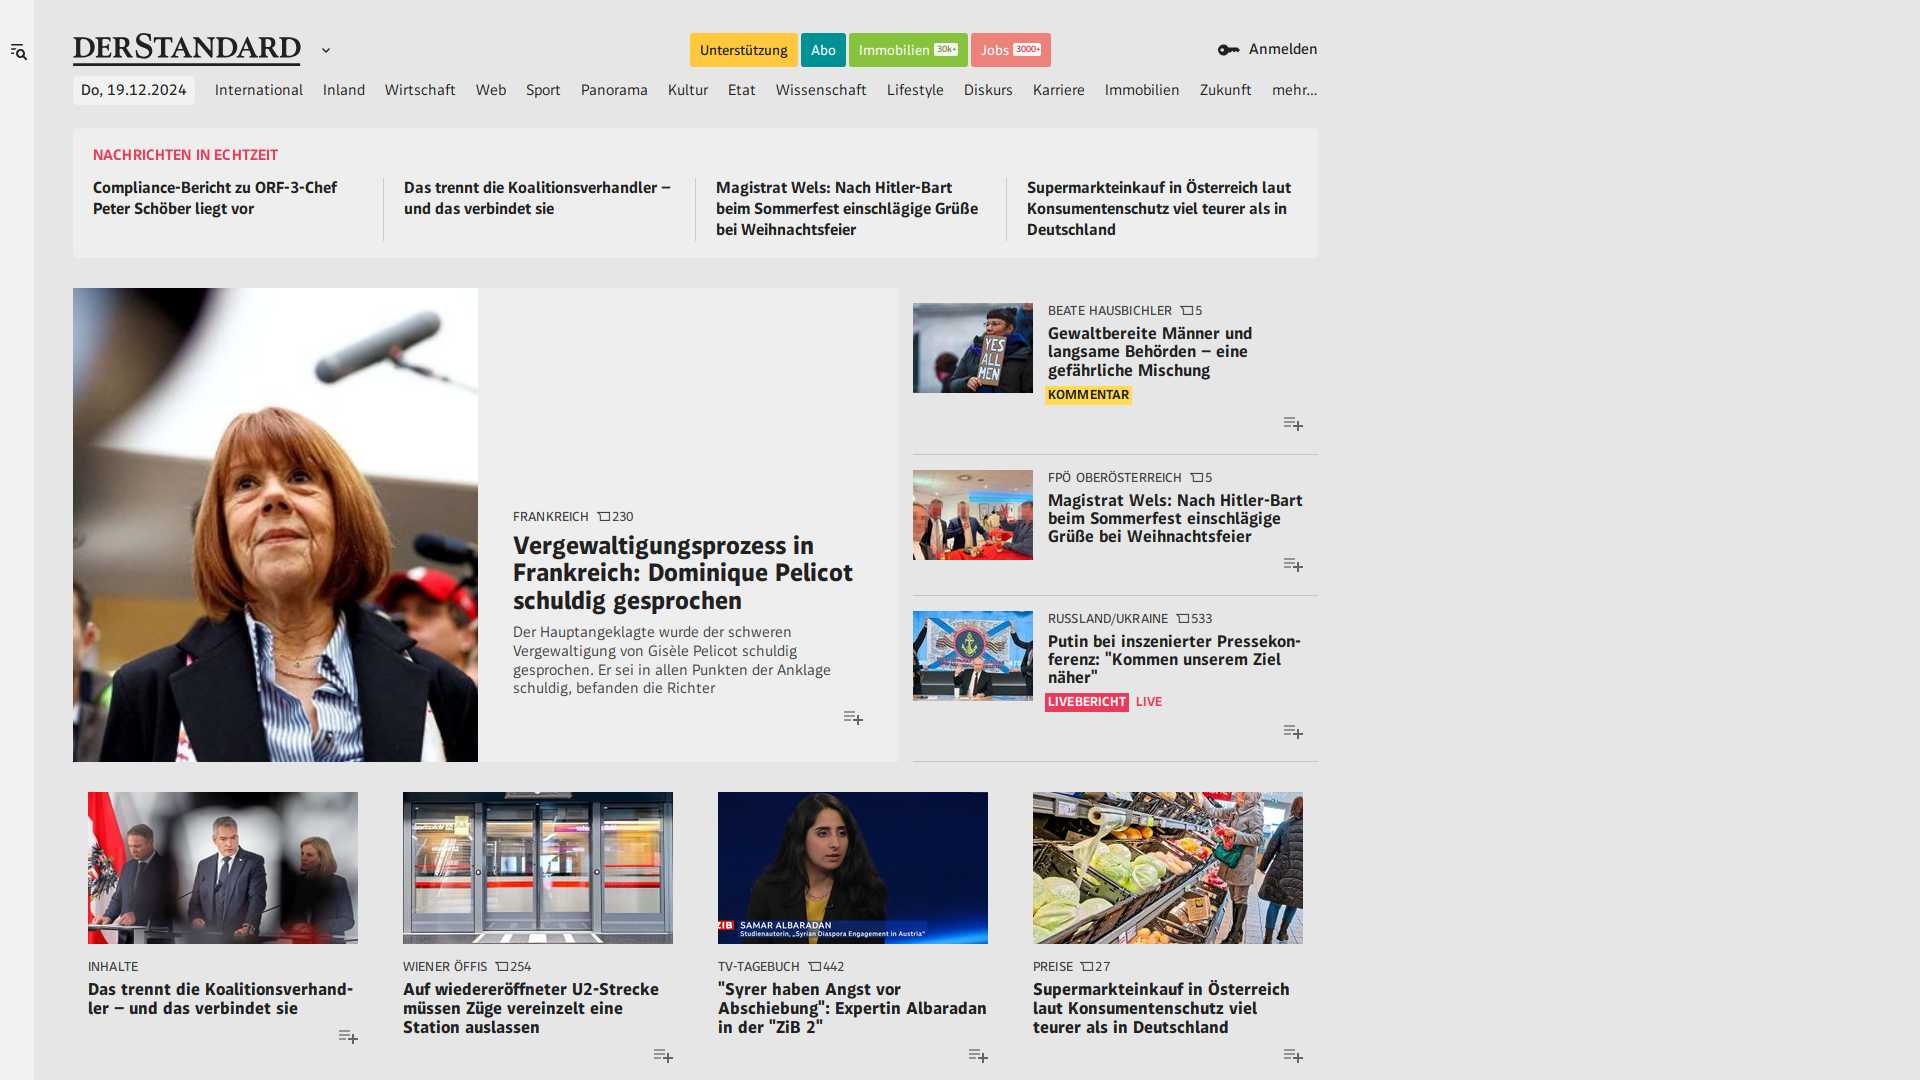 DERSTANDARD
Unterstützung
Abo
Immobilien 30k+
Jobs 3000+
Anmelden
Do, 19.12.2024
International
Inland
Wirtschaft
Web
Sport
Panorama
Kultur
Etat
Wissenschaft
Lifestyle
Diskurs
Karriere
Immobilien
Zukunft
mehr...
NACHRICHTEN IN ECHTZEIT
Compliance-Bericht zu ORF-3-Chef
Peter Schöber liegt vor
Das trennt die Koalitionsverhandler –
und das verbindet sie
Magistrat Wels: Nach Hitler-Bart
beim Sommerfest einschlägige Grüße
bei Weihnachtsfeier
Supermarkteinkauf in Österreich laut
Konsumentenschutz viel teurer als in
Deutschland
FRANKREICH 230
Vergewaltigungsprozess in
Frankreich: Dominique Pelicot
schuldig gesprochen
Der Hauptangeklagte wurde der schweren
Vergewaltigung von Gisèle Pelicot schuldig
gesprochen. Er sei in allen Punkten der Anklage
schuldig, befanden die Richter
YES
ALL
MEN
BEATE HAUSBICHLER 5
Gewaltbereite Männer und
langsame Behörden – eine
gefährliche Mischung
KOMMENTAR
FPÖ OBERÖSTERREICH 5
Magistrat Wels: Nach Hitler-Bart
beim Sommerfest einschlägige
Grüße bei Weihnachtsfeier
RUSSLAND/UKRAINE 533
Putin bei inszenierter Pressekon-
ferenz: "Kommen unserem Ziel
näher"
LIVEBERICHT LIVE
INHALTE
Das trennt die Koalitionsverhand-
ler – und das verbindet sie
WIENER ÖFFIS 254
Auf wiedereröffneter U2-Strecke
müssen Züge vereinzelt eine
Station auslassen
ZIB SAMAR ALBARADAN
Studienautorin, „Syrian Diaspora Engagement in Austria"
TV-TAGEBUCH 442
"Syrer haben Angst vor
Abschiebung": Expertin Albaradan
in der "ZiB 2"
PREISE 27
Supermarkteinkauf in Österreich
laut Konsumentenschutz viel
teurer als in Deutschland